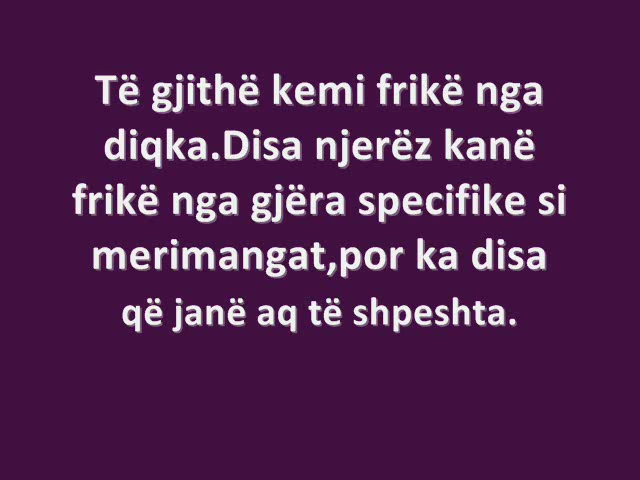 Të gjithë kemi frikë nga
diqka.Disa njerëz kanë
frikë nga gjëra specifike si
merimangat,por ka disa
që janë aq të shpeshta.